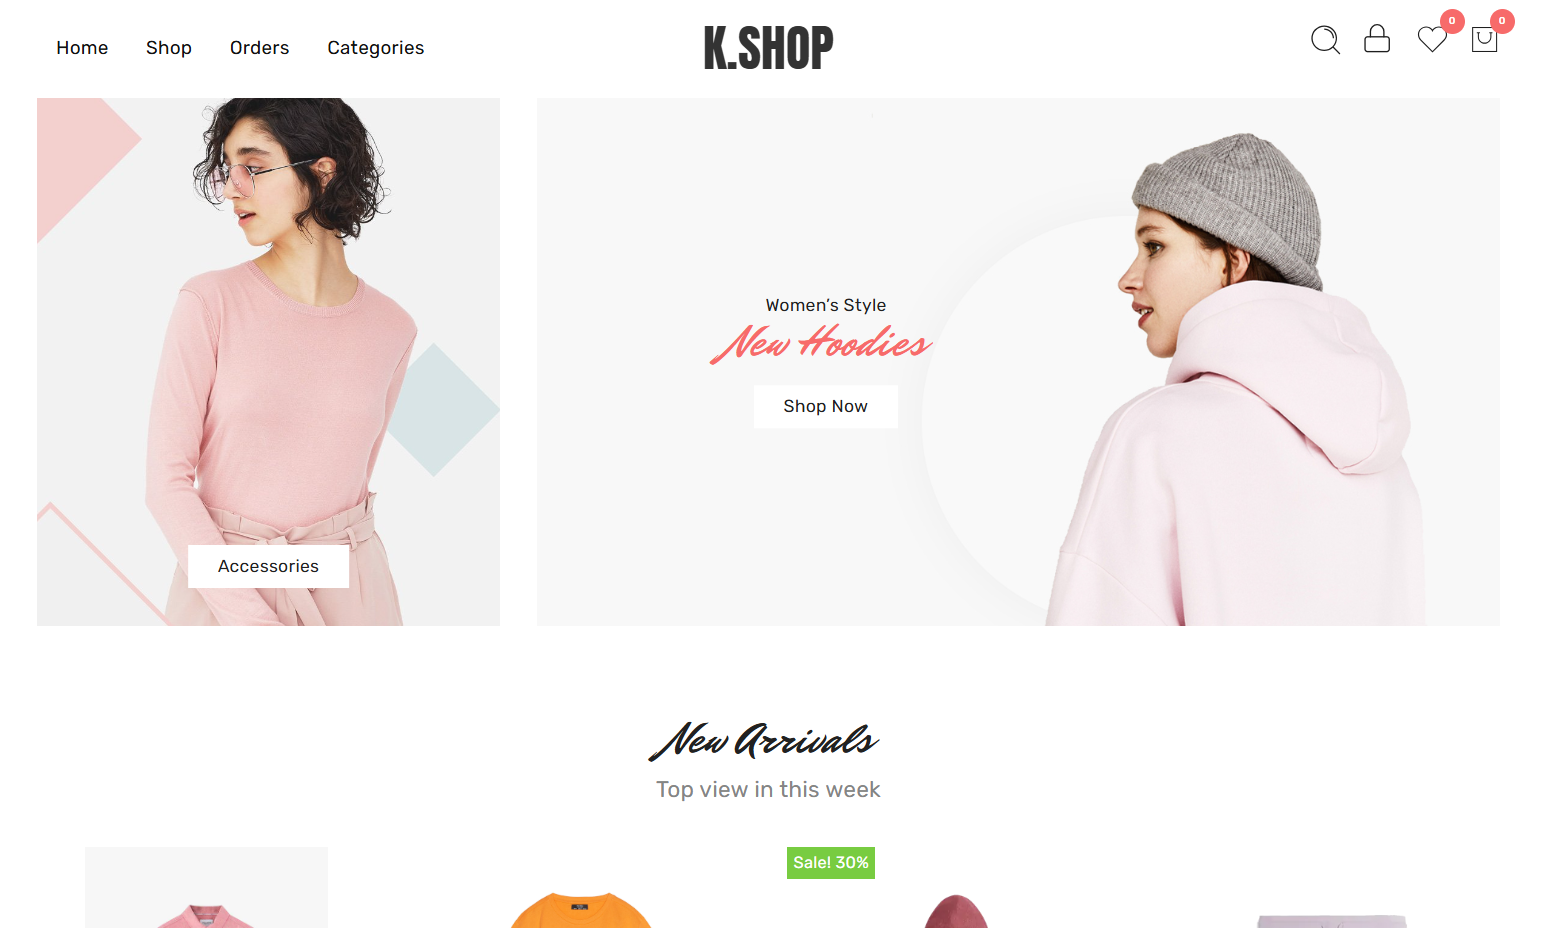 Home Shop Orders Categories K.SHOP 0 0
Women's Style
New Hoodies
Shop Now
Accessories
New Arrivals
Top view in this week
Sale! 30%